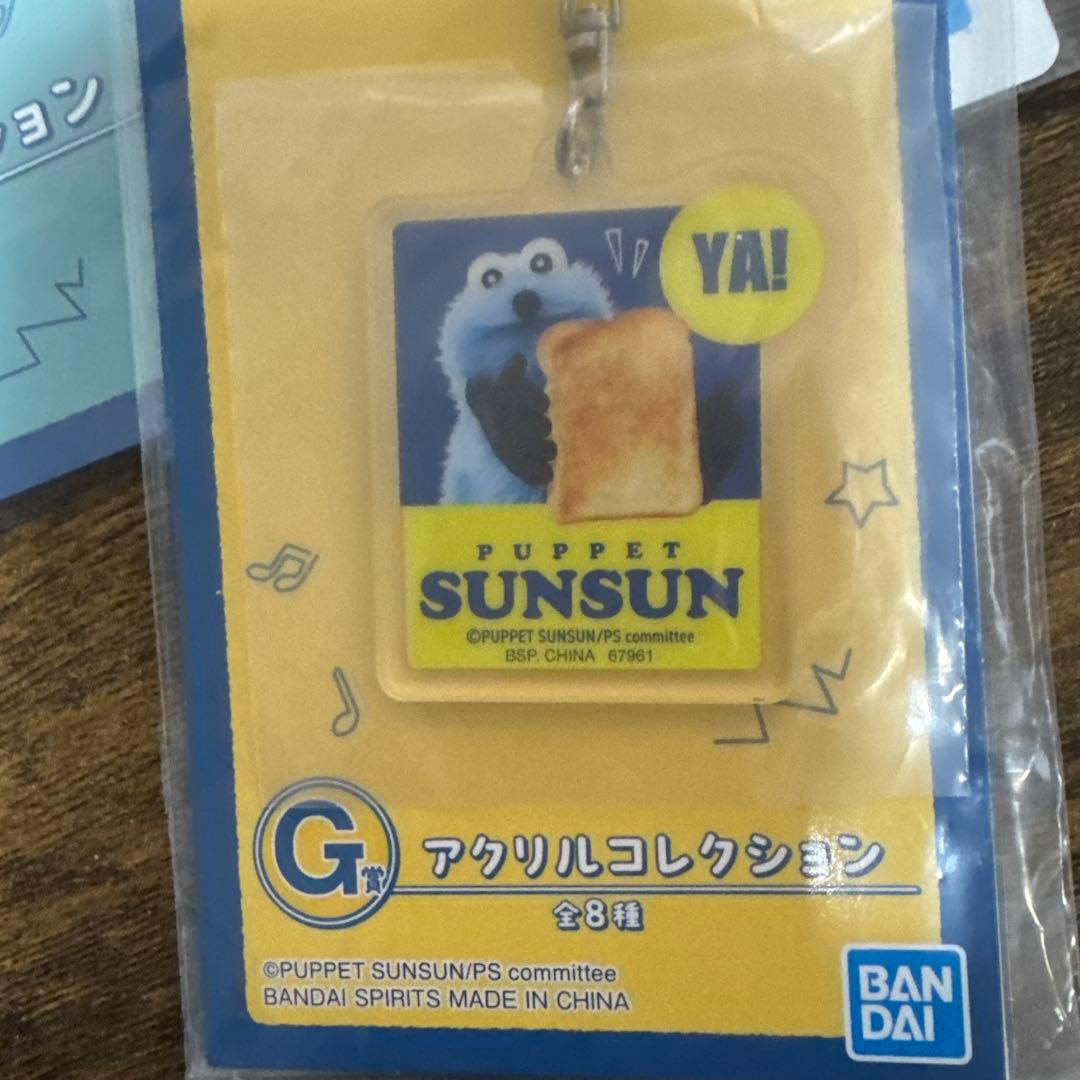 ョン
YA!
PUPPET
SUNSUN
©PUPPET SUNSUN/PS committee
BSP. CHINA 67961
G賞
アクリルコレクション
全8種
©PUPPET SUNSUN/PS committee
BANDAI SPIRITS MADE IN CHINA
BAN
DAI